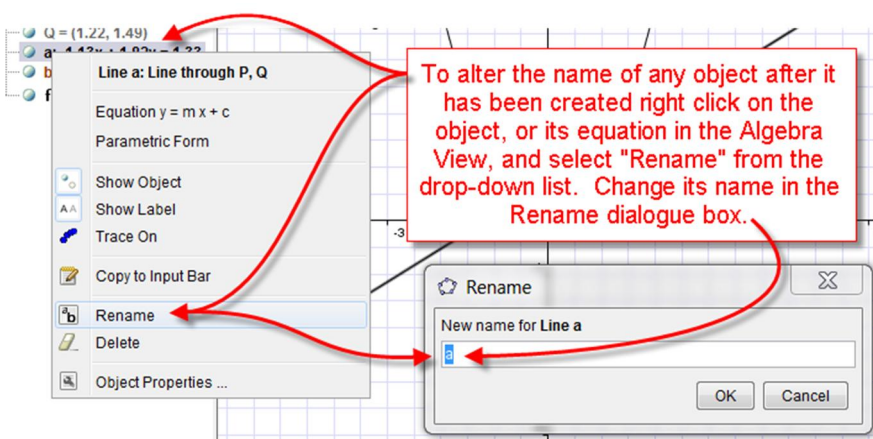 Q = (1.22, 1.49)
a:
b
f
Line a: Line through P, Q
Equation y = m x + c
Parametric Form
Show Object
AA Show Label
Trace On
Copy to Input Bar
ab Rename
Delete
Object Properties ...
To alter the name of any object after it
has been created right click on the
object, or its equation in the Algebra
View, and select "Rename" from the
drop-down list. Change its name in the
Rename dialogue box.
-3
Rename
New name for Line a
a
OK Cancel